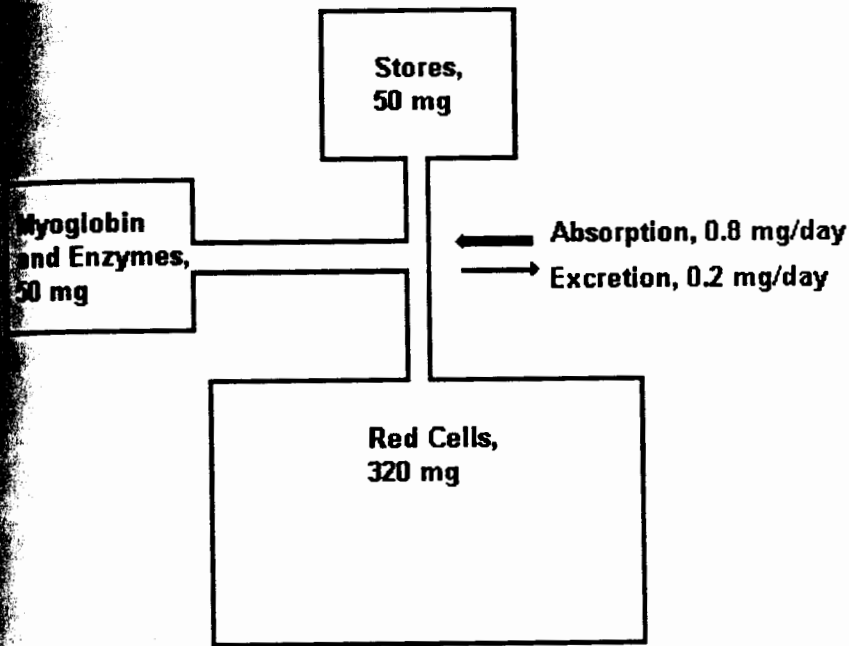 Stores,
50 mg
Myoglobin
and Enzymes,
50 mg
Absorption, 0.8 mg/day
Excretion, 0.2 mg/day
Red Cells,
320 mg